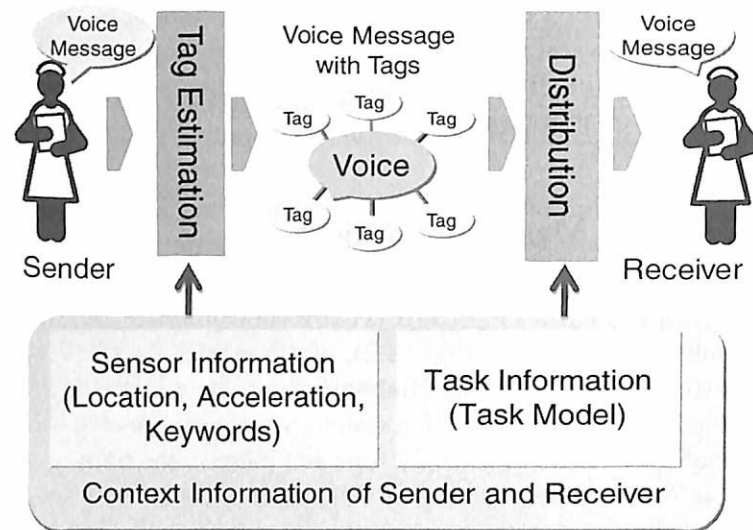 Voice
Message
Sender
Tag Estimation
Voice Message
with Tags
Tag
Tag
Tag
Voice
Tag
Tag
Tag
Distribution
Voice
Message
Receiver
Sensor Information
(Location, Acceleration,
Keywords)
Task Information
(Task Model)
Context Information of Sender and Receiver